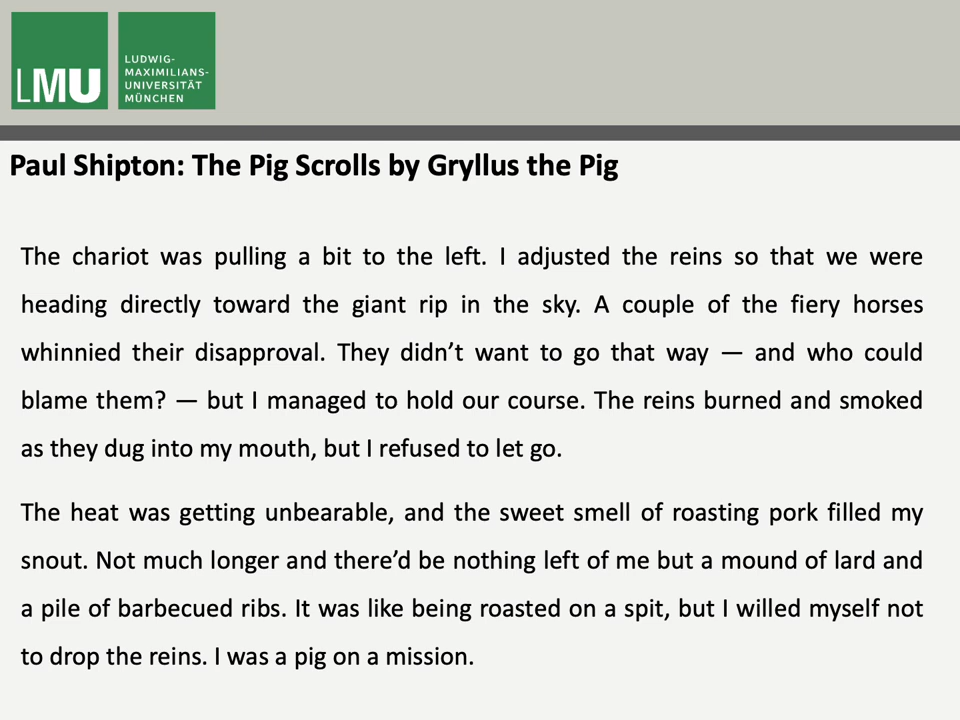 LMU
LUDWIG-
MAXIMILIANS-
UNIVERSITÄT
MÜNCHEN
Paul Shipton: The Pig Scrolls by Gryllus the Pig
The chariot was pulling a bit to the left. I adjusted the reins so that we were
heading directly toward the giant rip in the sky. A couple of the fiery horses
whinnied their disapproval. They didn’t want to go that way — and who could
blame them? — but I managed to hold our course. The reins burned and smoked
as they dug into my mouth, but I refused to let go.
The heat was getting unbearable, and the sweet smell of roasting pork filled my
snout. Not much longer and there’d be nothing left of me but a mound of lard and
a pile of barbecued ribs. It was like being roasted on a spit, but I willed myself not
to drop the reins. I was a pig on a mission.